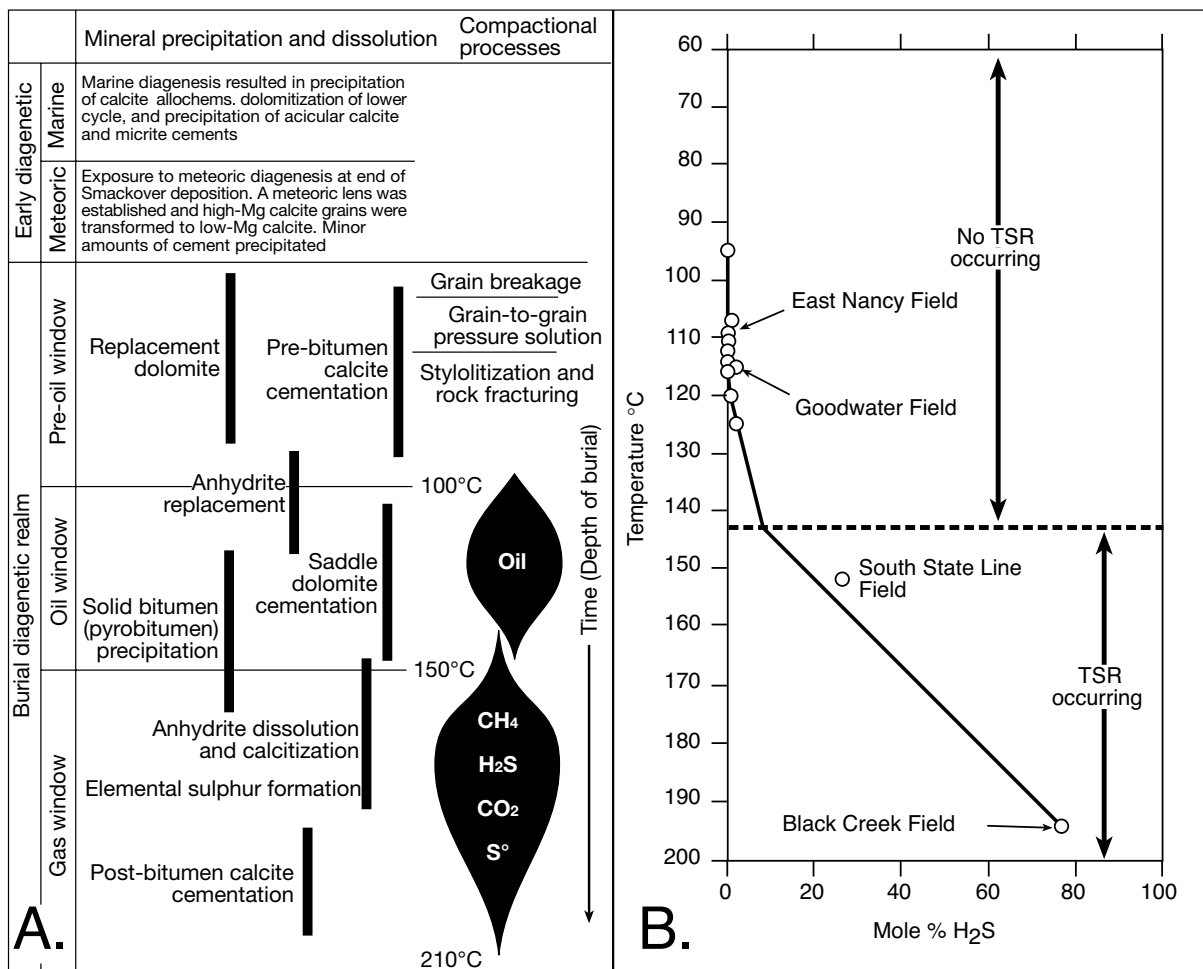 Mineral precipitation and dissolution
Compactional
processes
Early diagenetic
Marine
Marine diagenesis resulted in precipitation
of calcite allochems. dolomitization of lower
cycle, and precipitation of acicular calcite
and micrite cements
Meteoric
Exposure to meteoric diagenesis at end of
Smackover deposition. A meteoric lens was
established and high-Mg calcite grains were
transformed to low-Mg calcite. Minor
amounts of cement precipitated
Burial diagenetic realm
Pre-oil window
Replacement
dolomite
Pre-bitumen
calcite
cementation
Grain breakage
Grain-to-grain
pressure solution
Stylolitization and
rock fracturing
Anhydrite
replacement
100°C
Oil window
Solid bitumen
(pyrobitumen)
precipitation
Saddle
dolomite
cementation
Oil
Time (Depth of burial)
150°C
Gas window
Anhydrite dissolution
and calcitization
Elemental sulphur formation
Post-bitumen calcite
cementation
CH4
H2S
CO2
S°
210°C
A.
60
70
80
90
100
110
120
130
140
150
160
170
180
190
200
Temperature °C
No TSR
occurring
East Nancy Field
Goodwater Field
South State Line
Field
TSR
occurring
Black Creek Field
0
20
40
60
80
100
Mole % H2S
B.